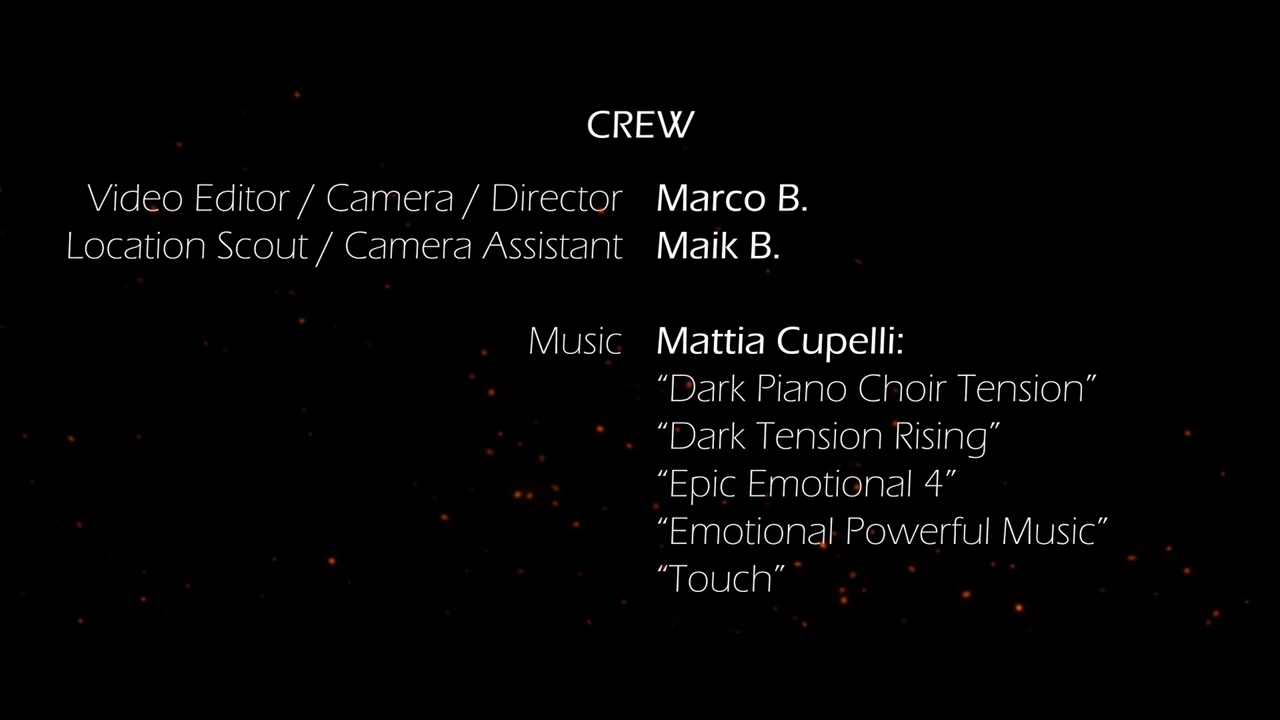 CREW
Video Editor / Camera / Director Marco B.
Location Scout / Camera Assistant Maik B.
Music Mattia Cupelli:
“Dark Piano Choir Tension”
“Dark Tension Rising”
“Epic Emotional 4”
“Emotional Powerful Music”
“Touch”